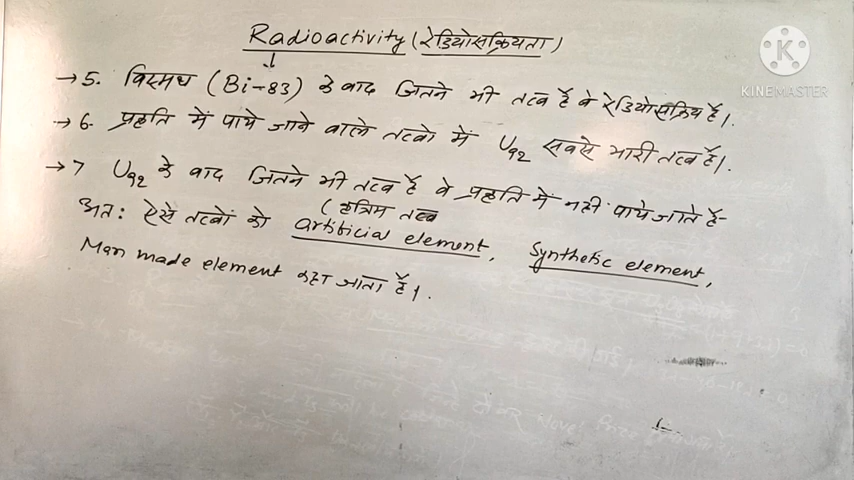 Radioactivity (रेडियोसक्रियता)
→ 5. विस्मथ (Bi-83) के बाद जितने भी तत्व हैं वे रेडियोसक्रिय हैं।
→ 6. प्रकृति में पाये जाने वाले तत्वो में U92 सबसे भारी तत्व है।
→ 7 U92 के बाद जितने भी तत्व हैं वे प्रकृति में नहीं पाये जाते हैं-
(कृत्रिम तत्व
अतः ऐसे तत्वों को artificial element, Synthetic element,
Man made element कहा जाता है।
KINEMASTER